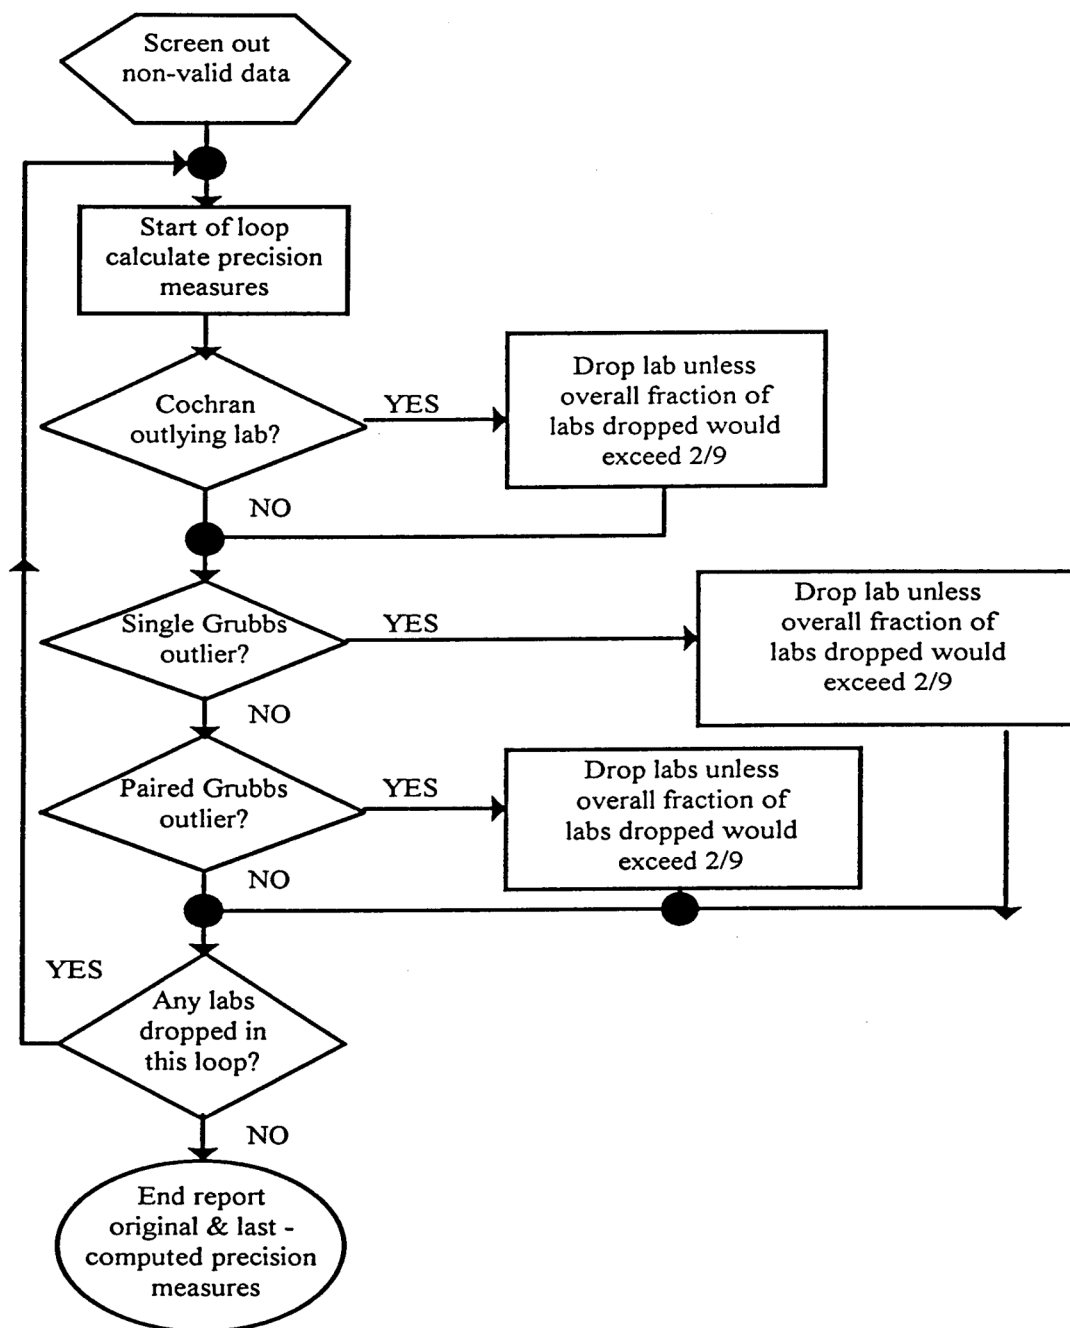 Screen out
non-valid data
Start of loop
calculate precision
measures
Cochran
outlying lab?
YES
Drop lab unless
overall fraction of
labs dropped would
exceed 2/9
NO
Single Grubbs
outlier?
YES
Drop lab unless
overall fraction of
labs dropped would
exceed 2/9
NO
Paired Grubbs
outlier?
YES
Drop labs unless
overall fraction of
labs dropped would
exceed 2/9
NO
YES
Any labs
dropped in
this loop?
NO
End report
original & last -
computed precision
measures